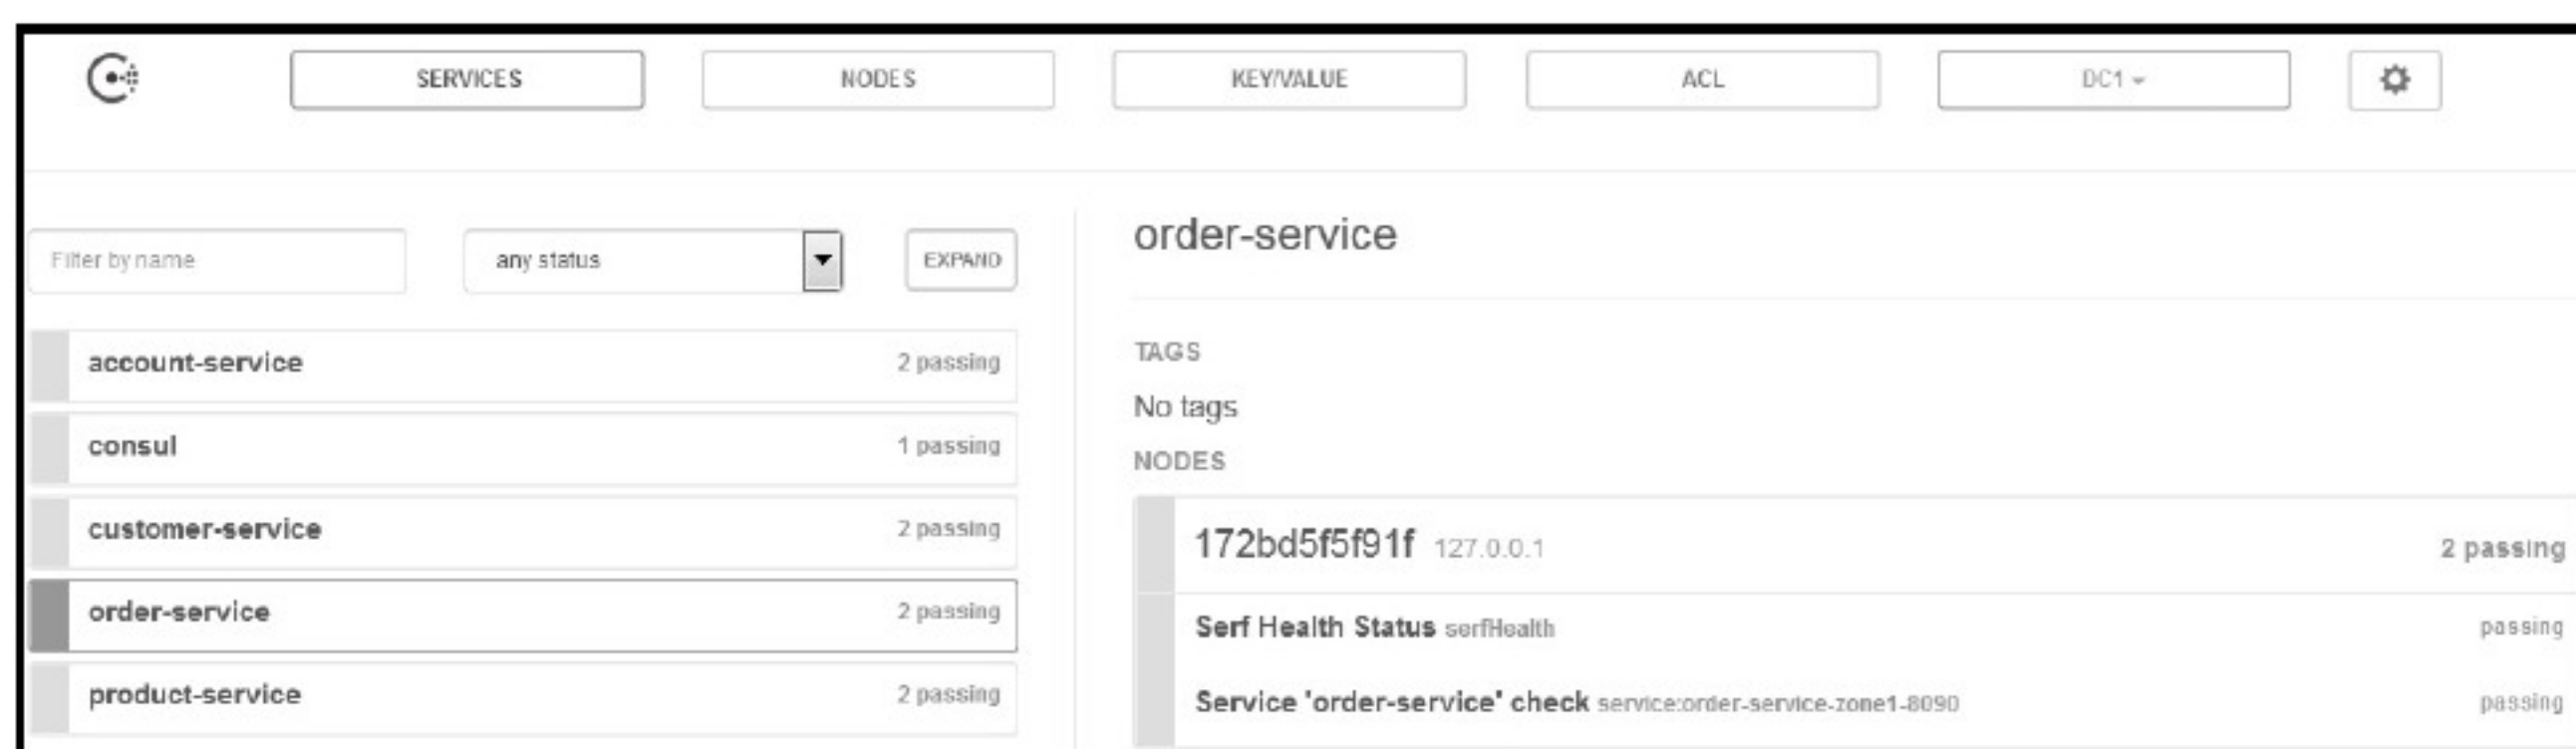 SERVICES NODES KEY/VALUE ACL DC1
Filter by name any status EXPAND
account-service 2 passing
consul 1 passing
customer-service 2 passing
order-service 2 passing
product-service 2 passing
order-service
TAGS
No tags
NODES
172bd5f5f91f 127.0.0.1 2 passing
Serf Health Status serfHealth passing
Service 'order-service' check service:order-service-zone1-8090 passing